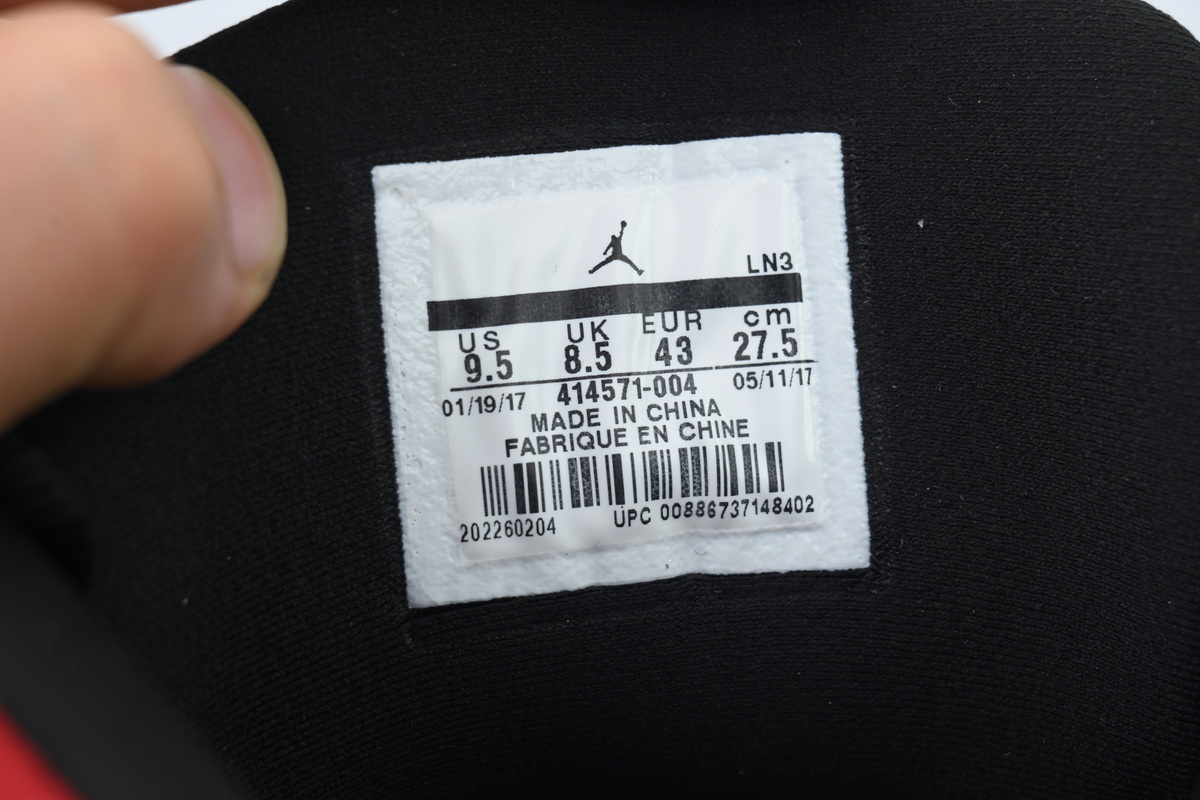 LN3
US UK EUR cm
9.5 8.5 43 27.5
01/19/17 414571-004 05/11/17
MADE IN CHINA
FABRIQUE EN CHINE
202260204 UPC 00886737148402